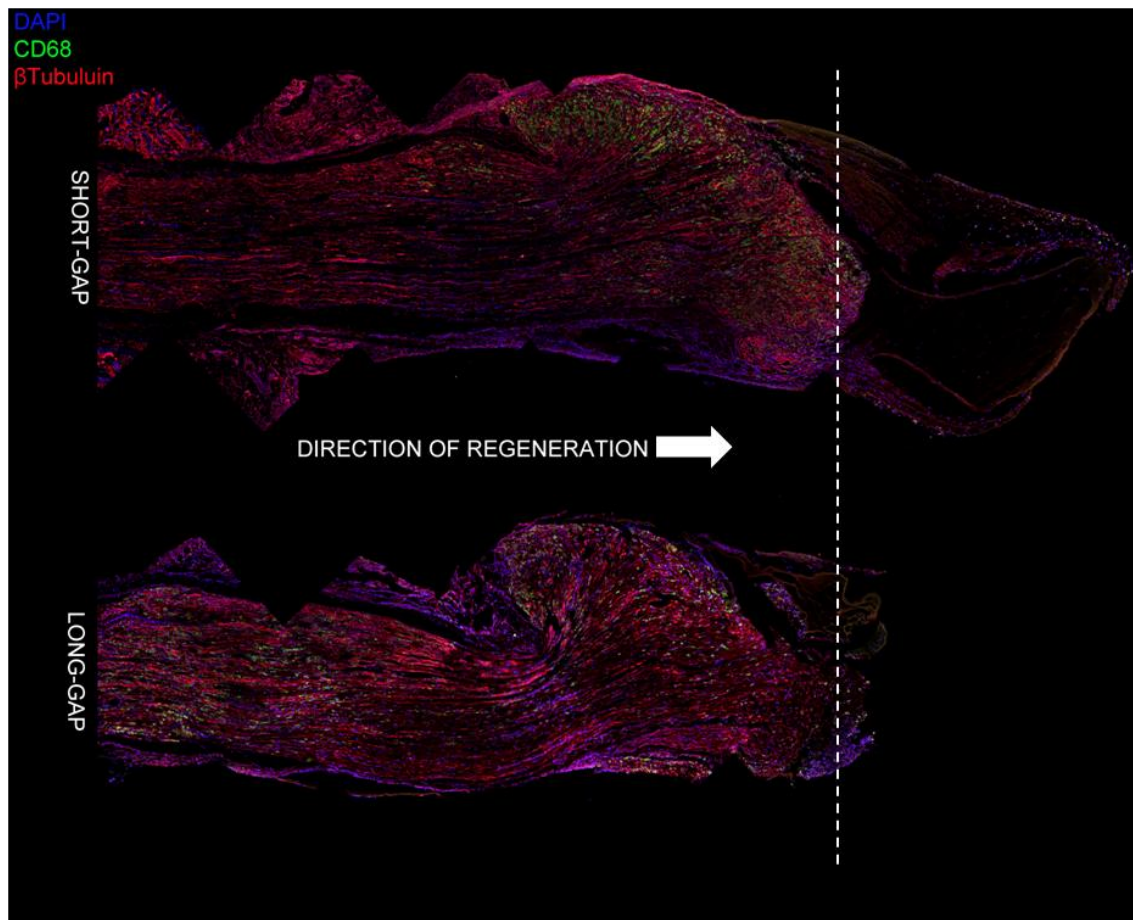 DAPI
CD68
βTubuluin
SHORT-GAP
DIRECTION OF REGENERATION
LONG-GAP